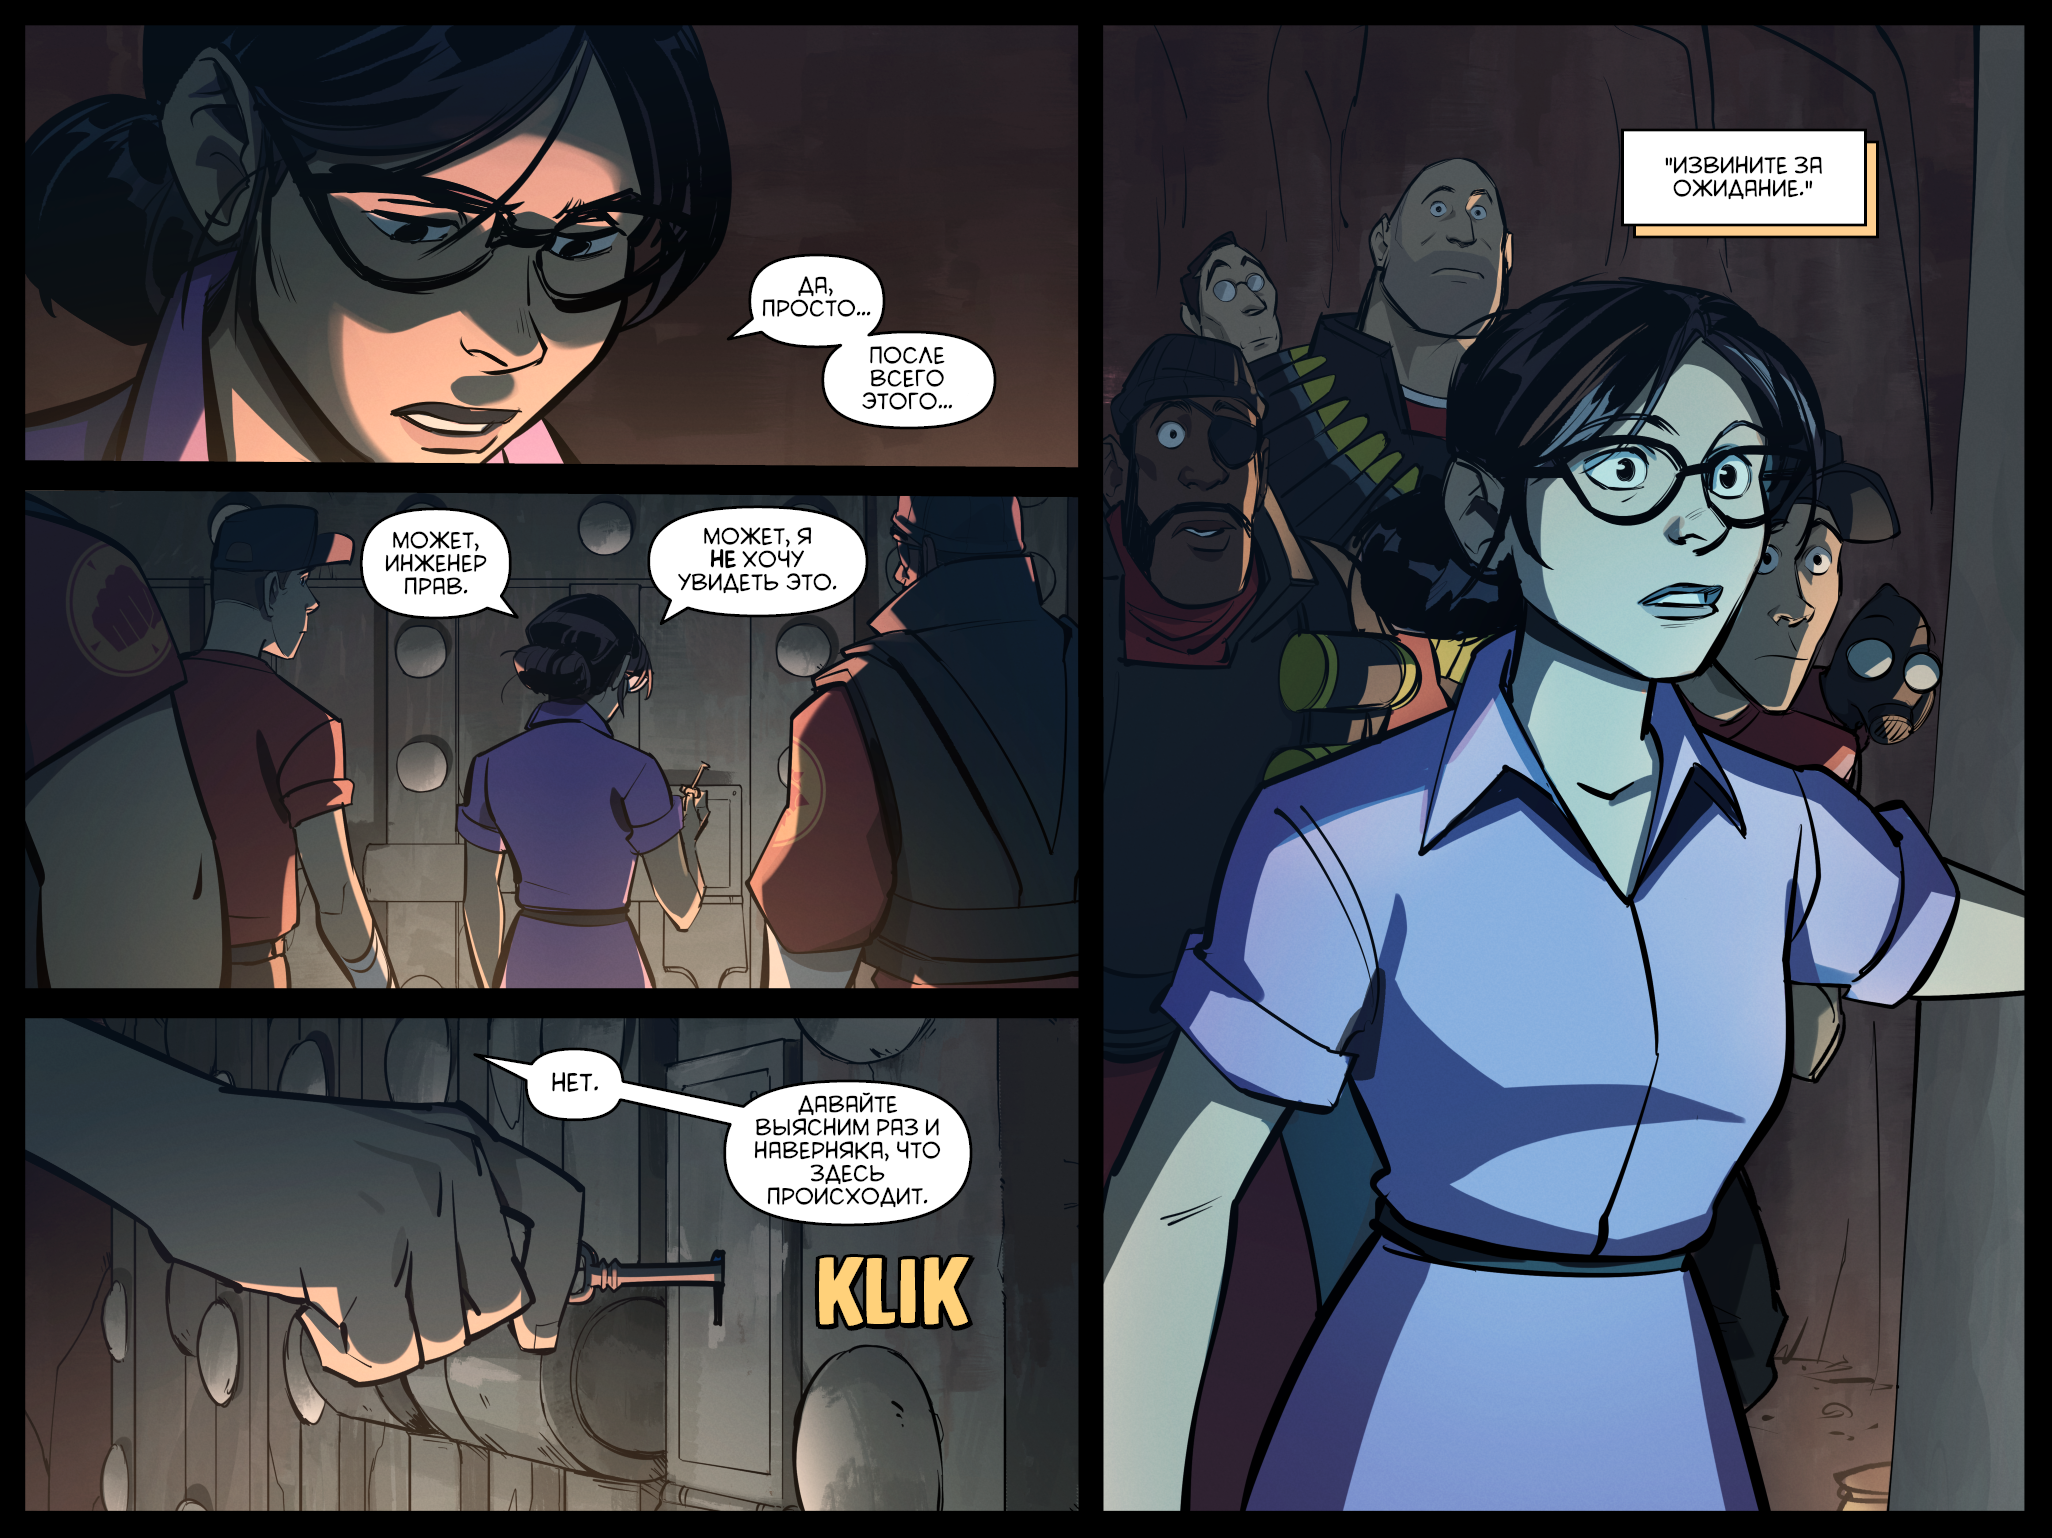 ДА,
ПРОСТО...
ПОСЛЕ
ВСЕГО
ЭТОГО...
МОЖЕТ,
ИНЖЕНЕР
ПРАВ.
МОЖЕТ, Я
НЕ ХОЧУ
УВИДЕТЬ ЭТО.
НЕТ.
ДАВАЙТЕ
ВЫЯСНИМ РАЗ И
НАВЕРНЯКА, ЧТО
ЗДЕСЬ
ПРОИСХОДИТ.
KLIK
"ИЗВИНИТЕ ЗА
ОЖИДАНИЕ."